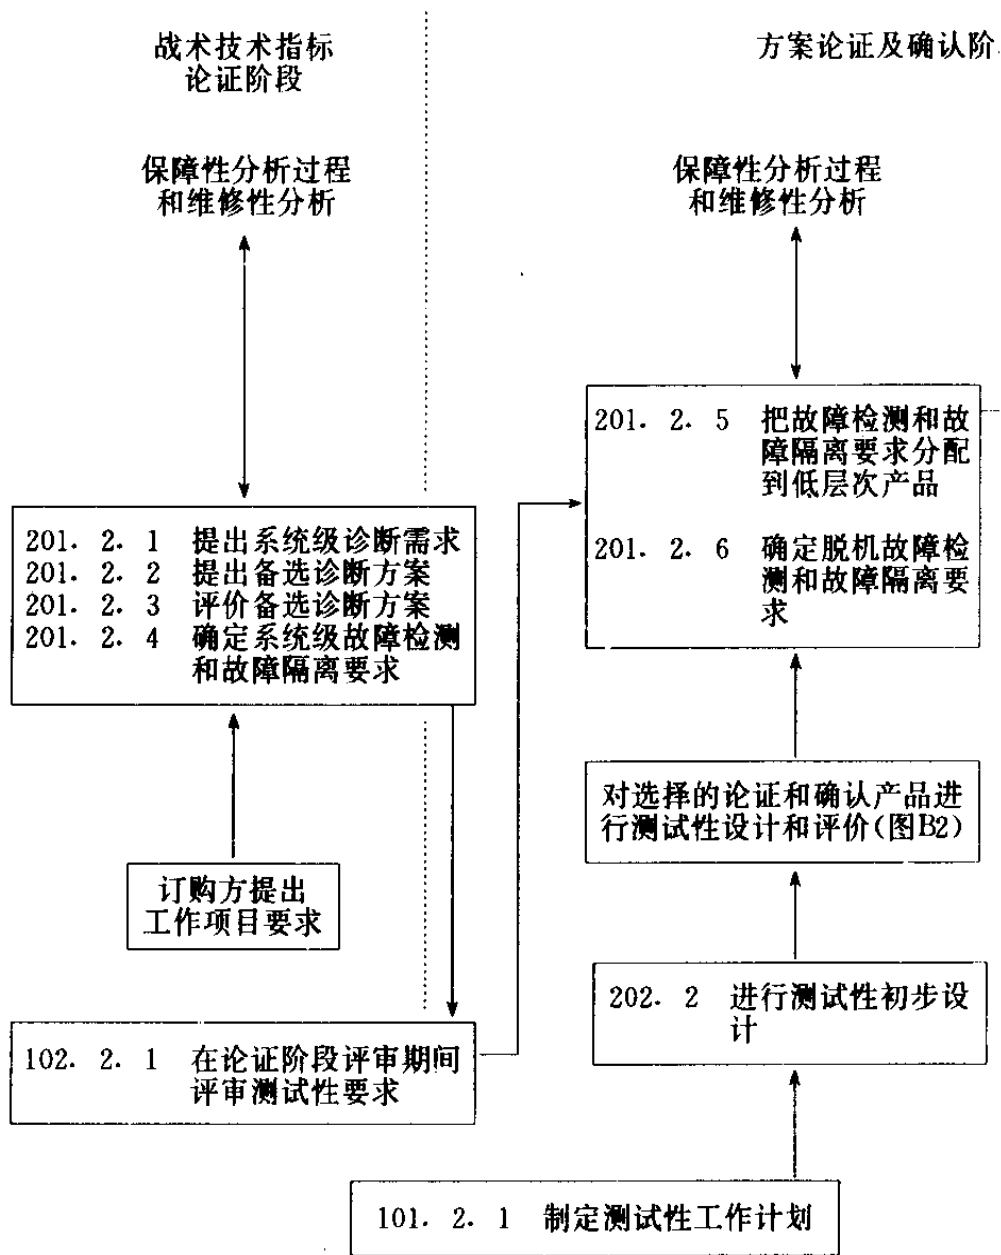 战术技术指标
论证阶段
保障性分析过程
和维修性分析
201. 2. 1 提出系统级诊断需求
201. 2. 2 提出备选诊断方案
201. 2. 3 评价备选诊断方案
201. 2. 4 确定系统级故障检测
和故障隔离要求
订购方提出
工作项目要求
102. 2. 1 在论证阶段评审期间
评审测试性要求
方案论证及确认阶
保障性分析过程
和维修性分析
201. 2. 5 把故障检测和故
障隔离要求分配
到低层次产品
201. 2. 6 确定脱机故障检
测和故障隔离要
求
对选择的论证和确认产品进
行测试性设计和评价(图B2)
202. 2 进行测试性初步设
计
101. 2. 1 制定测试性工作计划